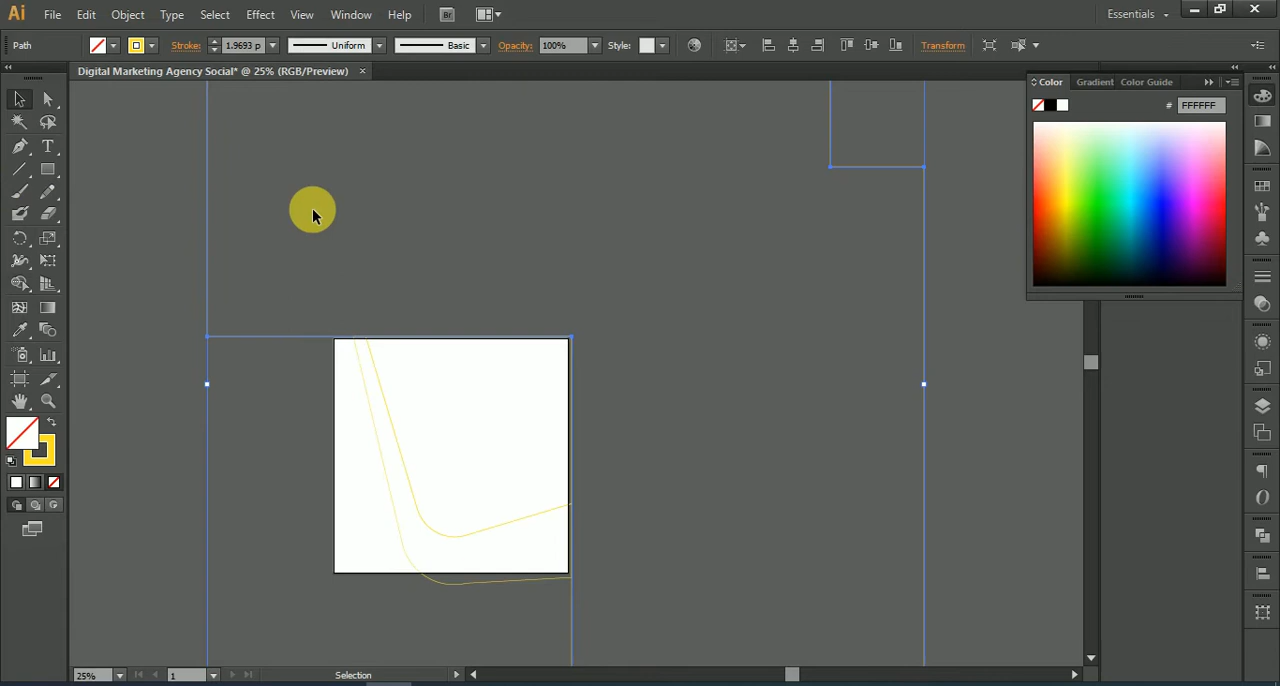 Ai File Edit Object Type Select Effect View Window Help Br Essentials
Path Stroke: 1.9693 p Uniform Basic Opacity: 100% Style: Transform
Digital Marketing Agency Social* @ 25% (RGB/Preview)
Color Gradient Color Guide
# FFFFFF
T
25% 1 Selection